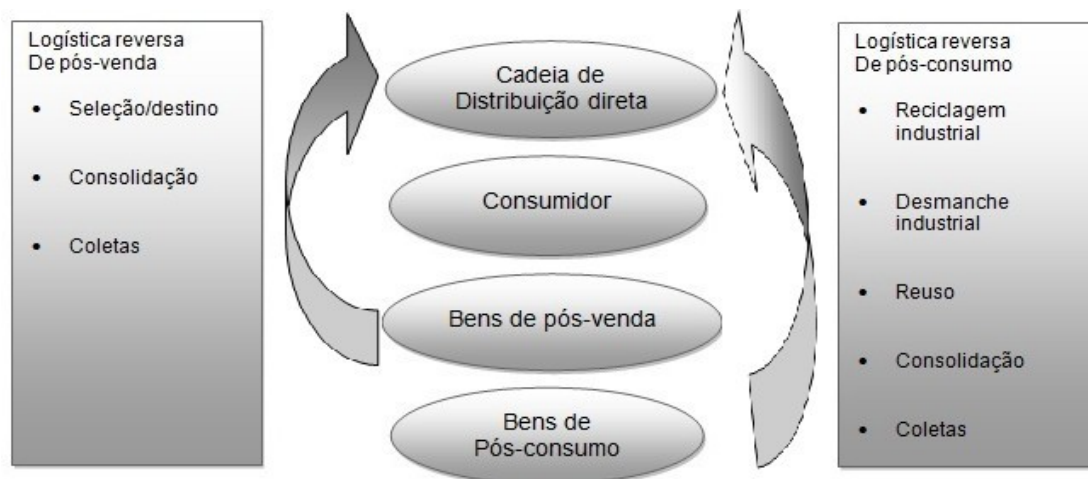 Logística reversa
De pós-venda
• Seleção/destino
• Consolidação
• Coletas
Cadeia de
Distribuição direta
Consumidor
Bens de pós-venda
Bens de
Pós-consumo
Logística reversa
De pós-consumo
• Reciclagem
industrial
• Desmanche
industrial
• Reuso
• Consolidação
• Coletas